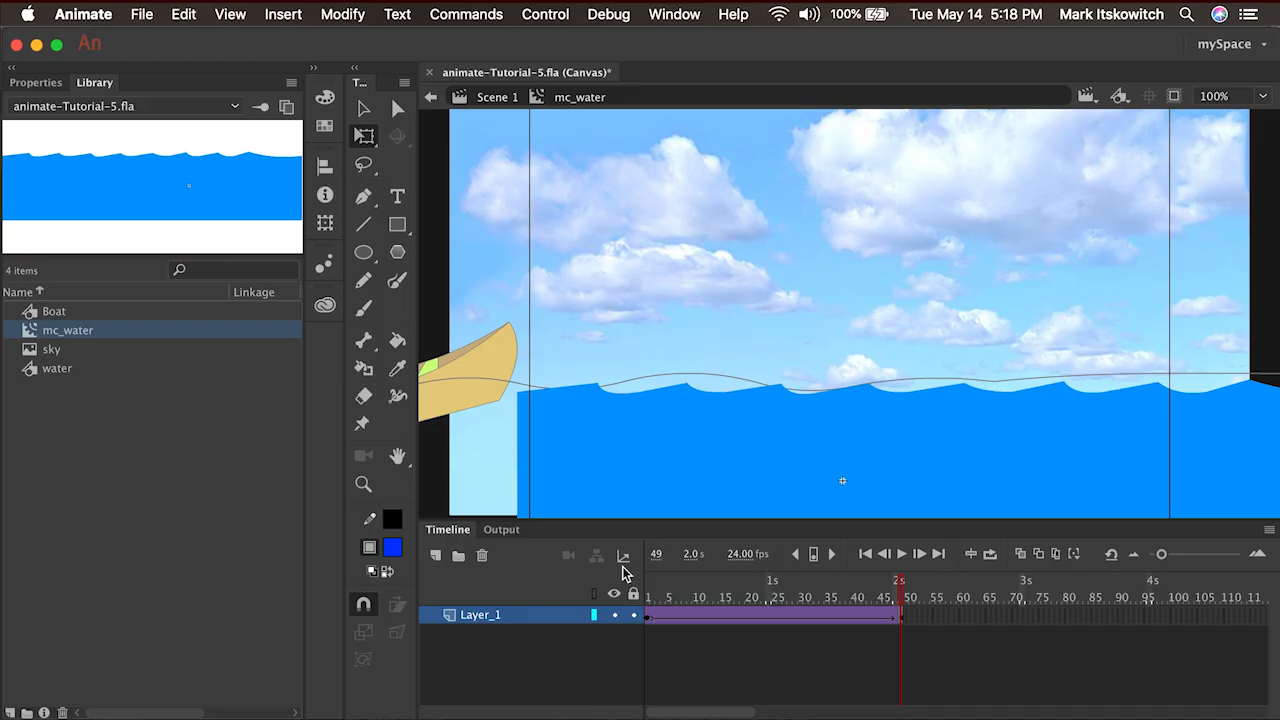 Animate File Edit View Insert Modify Text Commands Control Debug Window Help 100% Tue May 14 5:18 PM Mark Itskowitch
An mySpace
Properties Library T... animate-Tutorial-5.fla (Canvas)*
animate-Tutorial-5.fla Scene 1 mc_water 100%
4 items
Name Linkage
Boat
mc_water
sky
water
Timeline Output
49 2.0 s 24.00 fps
1s 2s 3s 4s
1 5 10 15 20 25 30 35 40 45 50 55 60 65 70 75 80 85 90 95 100 105 110 11
Layer_1